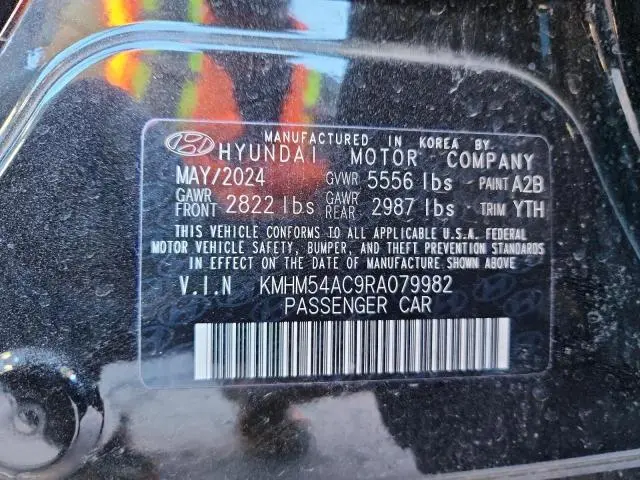 MANUFACTURED IN KOREA BY
HYUNDAI MOTOR COMPANY
MAY/2024 GVWR 5556 lbs PAINT A2B
GAWR FRONT 2822 lbs GAWR REAR 2987 lbs TRIM YTH
THIS VEHICLE CONFORMS TO ALL APPLICABLE U.S.A. FEDERAL
MOTOR VEHICLE SAFETY, BUMPER, AND THEFT PREVENTION STANDARDS
IN EFFECT ON THE DATE OF MANUFACTURE SHOWN ABOVE
V.I.N KMHM54AC9RA079982
PASSENGER CAR